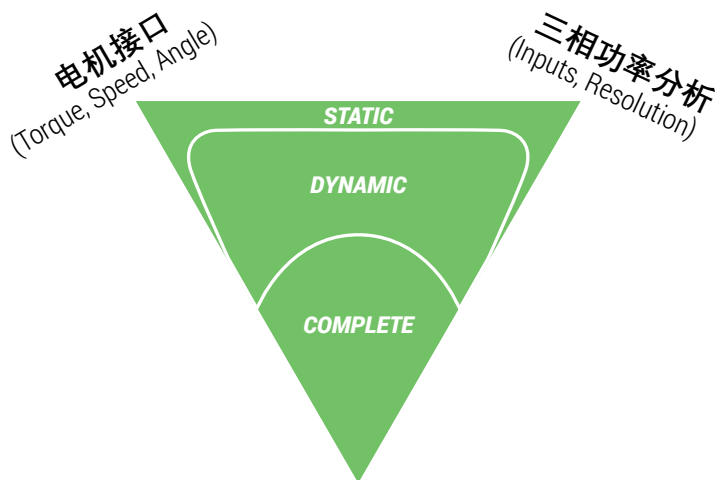 电机接口
(Torque, Speed, Angle)
三相功率分析
(Inputs, Resolution)
STATIC
DYNAMIC
COMPLETE